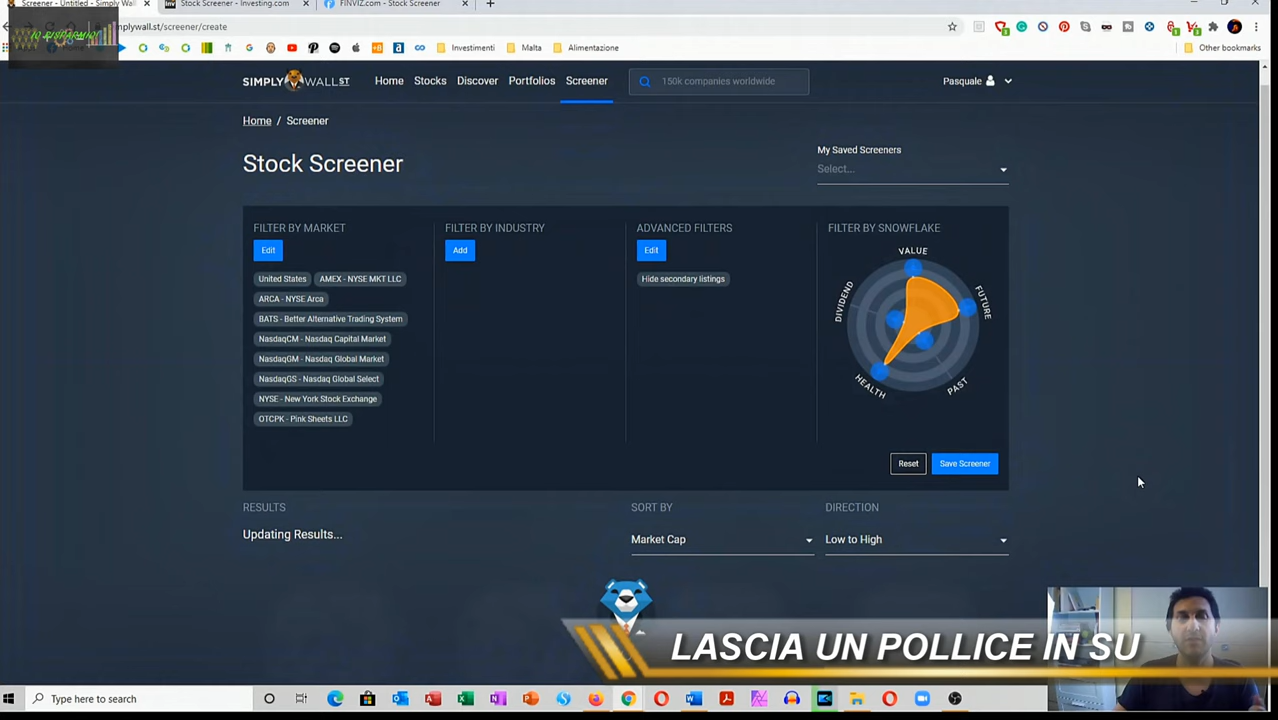 Screener - Untitled - Simply Wall
Stock Screener - Investing.com
FINVIZ.com - Stock Screener
IO RISPARMIO
mplywall.st/screener/create
Investimenti
Malta
Alimentazione
Other bookmarks
SIMPLY WALL ST
Home
Stocks
Discover
Portfolios
Screener
150k companies worldwide
Pasquale
Home / Screener
Stock Screener
My Saved Screeners
Select...
FILTER BY MARKET
FILTER BY INDUSTRY
ADVANCED FILTERS
FILTER BY SNOWFLAKE
Edit
Add
Edit
United States
AMEX - NYSE MKT LLC
ARCA - NYSE Arca
BATS - Better Alternative Trading System
NasdaqCM - Nasdaq Capital Market
NasdaqGM - Nasdaq Global Market
NasdaqGS - Nasdaq Global Select
NYSE - New York Stock Exchange
OTCPK - Pink Sheets LLC
Hide secondary listings
VALUE
FUTURE
PAST
HEALTH
DIVIDEND
Reset
Save Screener
RESULTS
SORT BY
DIRECTION
Updating Results...
Market Cap
Low to High
LASCIA UN POLLICE IN SU
Type here to search